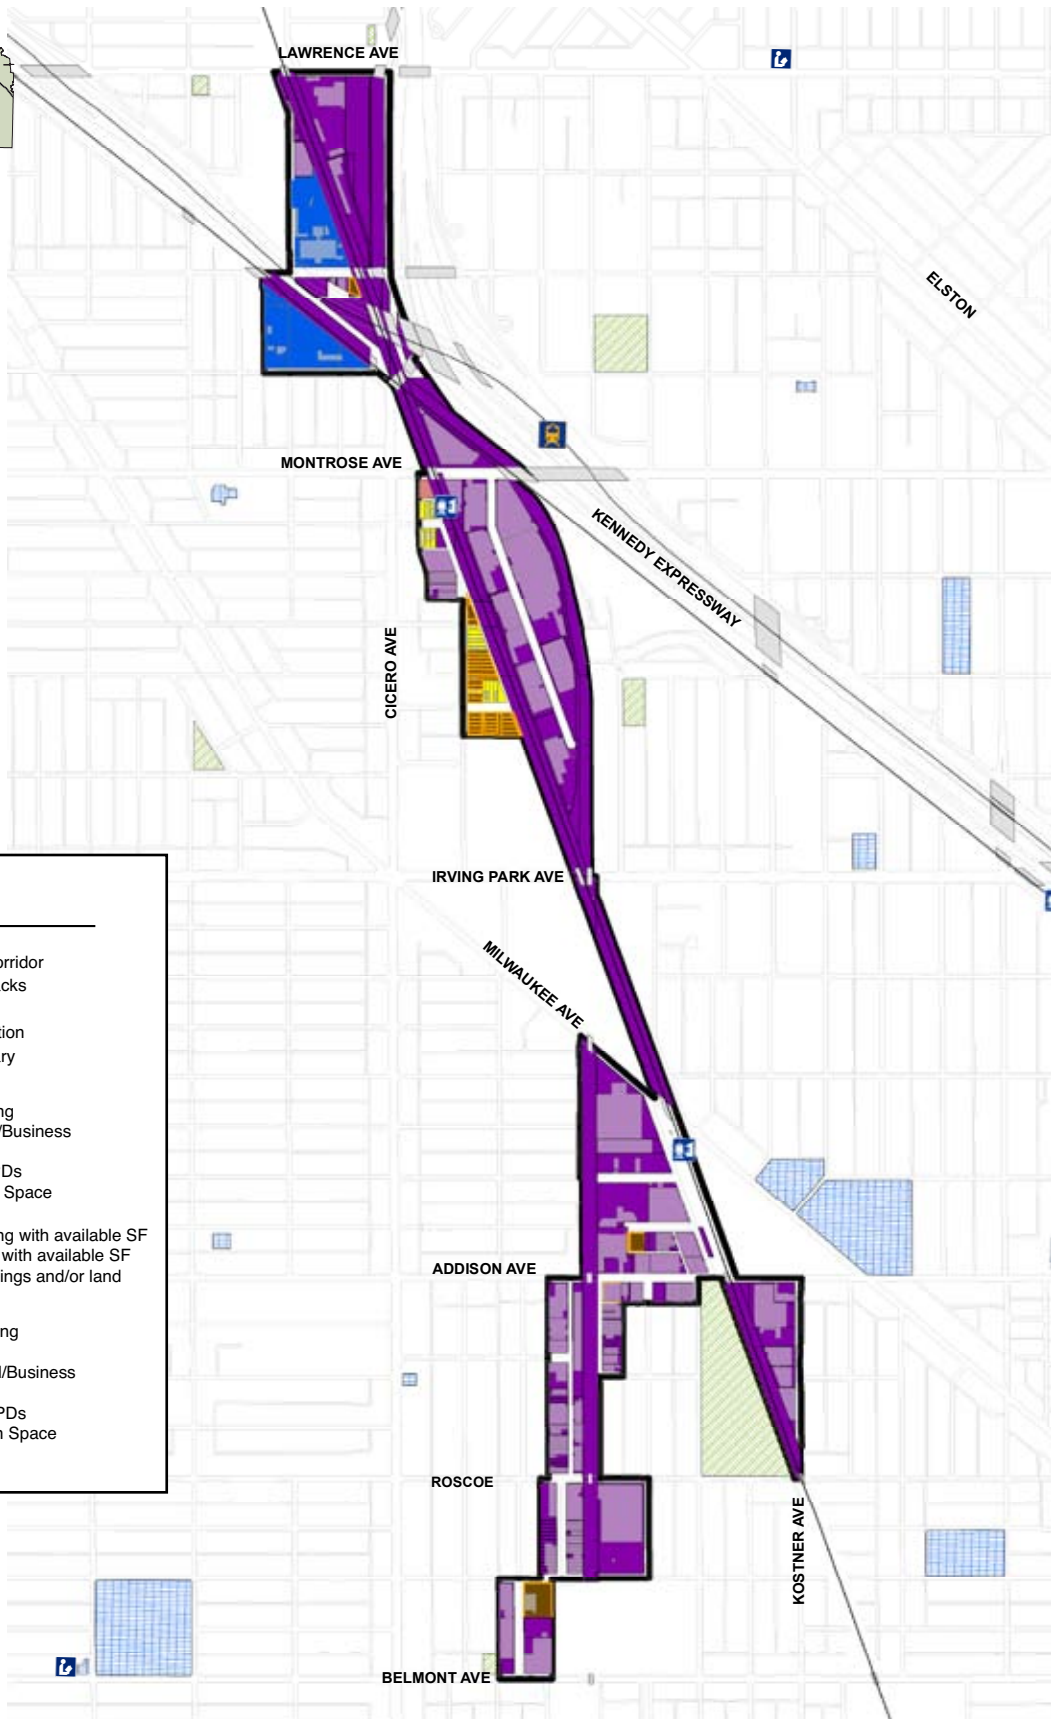 LAWRENCE AVE
ELSTON
MONTROSE AVE
KENNEDY EXPRESSWAY
CICERO AVE
IRVING PARK AVE
MILWAUKEE AVE
orridor
acks
tion
ry
ng
/Business
Ds
Space
ng with available SF
with available SF
ings and/or land
ng
l/Business
PDs
n Space
ADDISON AVE
ROSCOE
KOSTNER AVE
BELMONT AVE